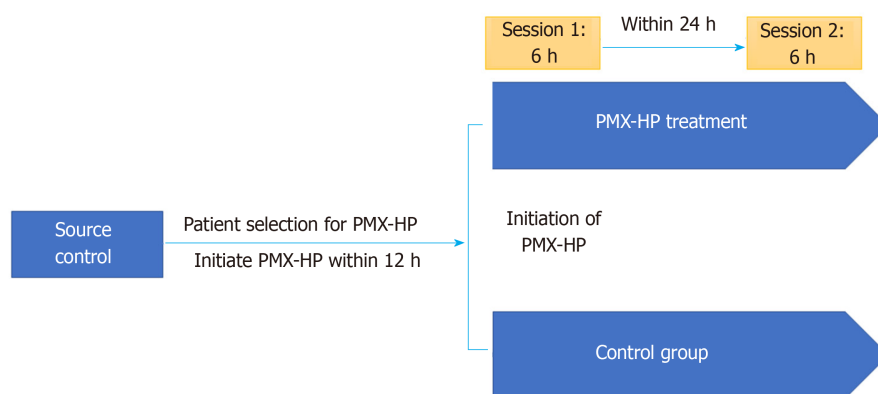 Session 1:
6 h
Within 24 h
Session 2:
6 h
PMX-HP treatment
Source
control
Patient selection for PMX-HP
Initiate PMX-HP within 12 h
Initiation of
PMX-HP
Control group